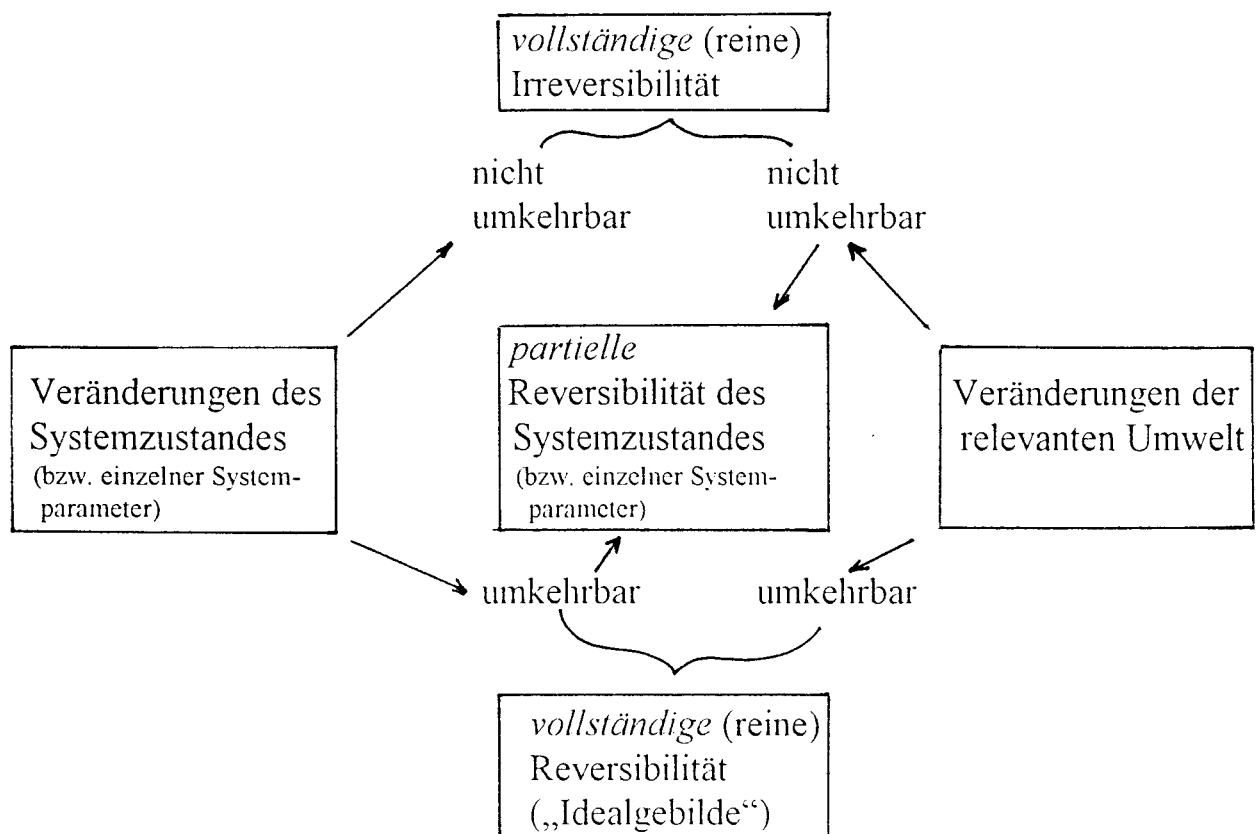 vollständige (reine)
Irreversibilität
nicht
umkehrbar
nicht
umkehrbar
Veränderungen des
Systemzustandes
(bzw. einzelner System-
parameter)
partielle
Reversibilität des
Systemzustandes
(bzw. einzelner System-
parameter)
Veränderungen der
relevanten Umwelt
umkehrbar
umkehrbar
vollständige (reine)
Reversibilität
(„Idealgebilde“)